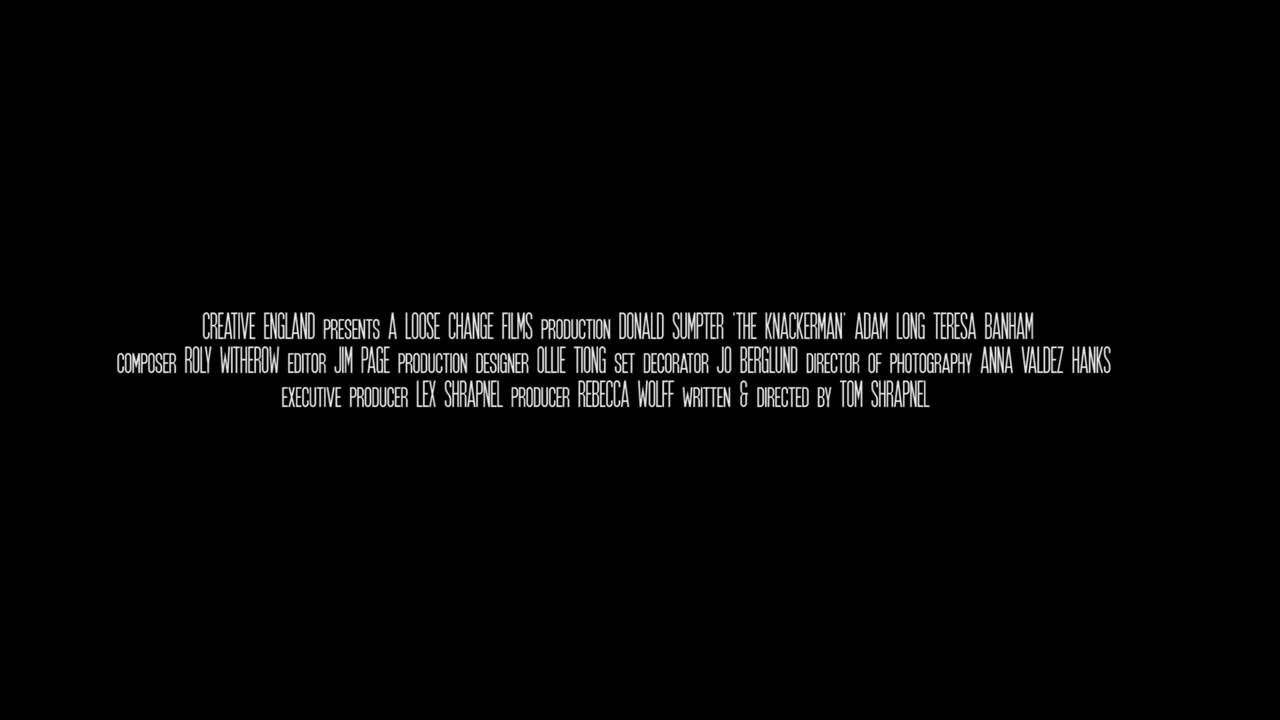 CREATIVE ENGLAND PRESENTS A LOOSE CHANGE FILMS PRODUCTION DONALD SUMPTER 'THE KNACKERMAN' ADAM LONG TERESA BANHAM
COMPOSER ROLY WITHEROW EDITOR JIM PAGE PRODUCTION DESIGNER OLLIE TIONG SET DECORATOR JO BERGLUND DIRECTOR OF PHOTOGRAPHY ANNA VALDEZ HANKS
EXECUTIVE PRODUCER LEX SHRAPNEL PRODUCER REBECCA WOLFF WRITTEN & DIRECTED BY TOM SHRAPNEL